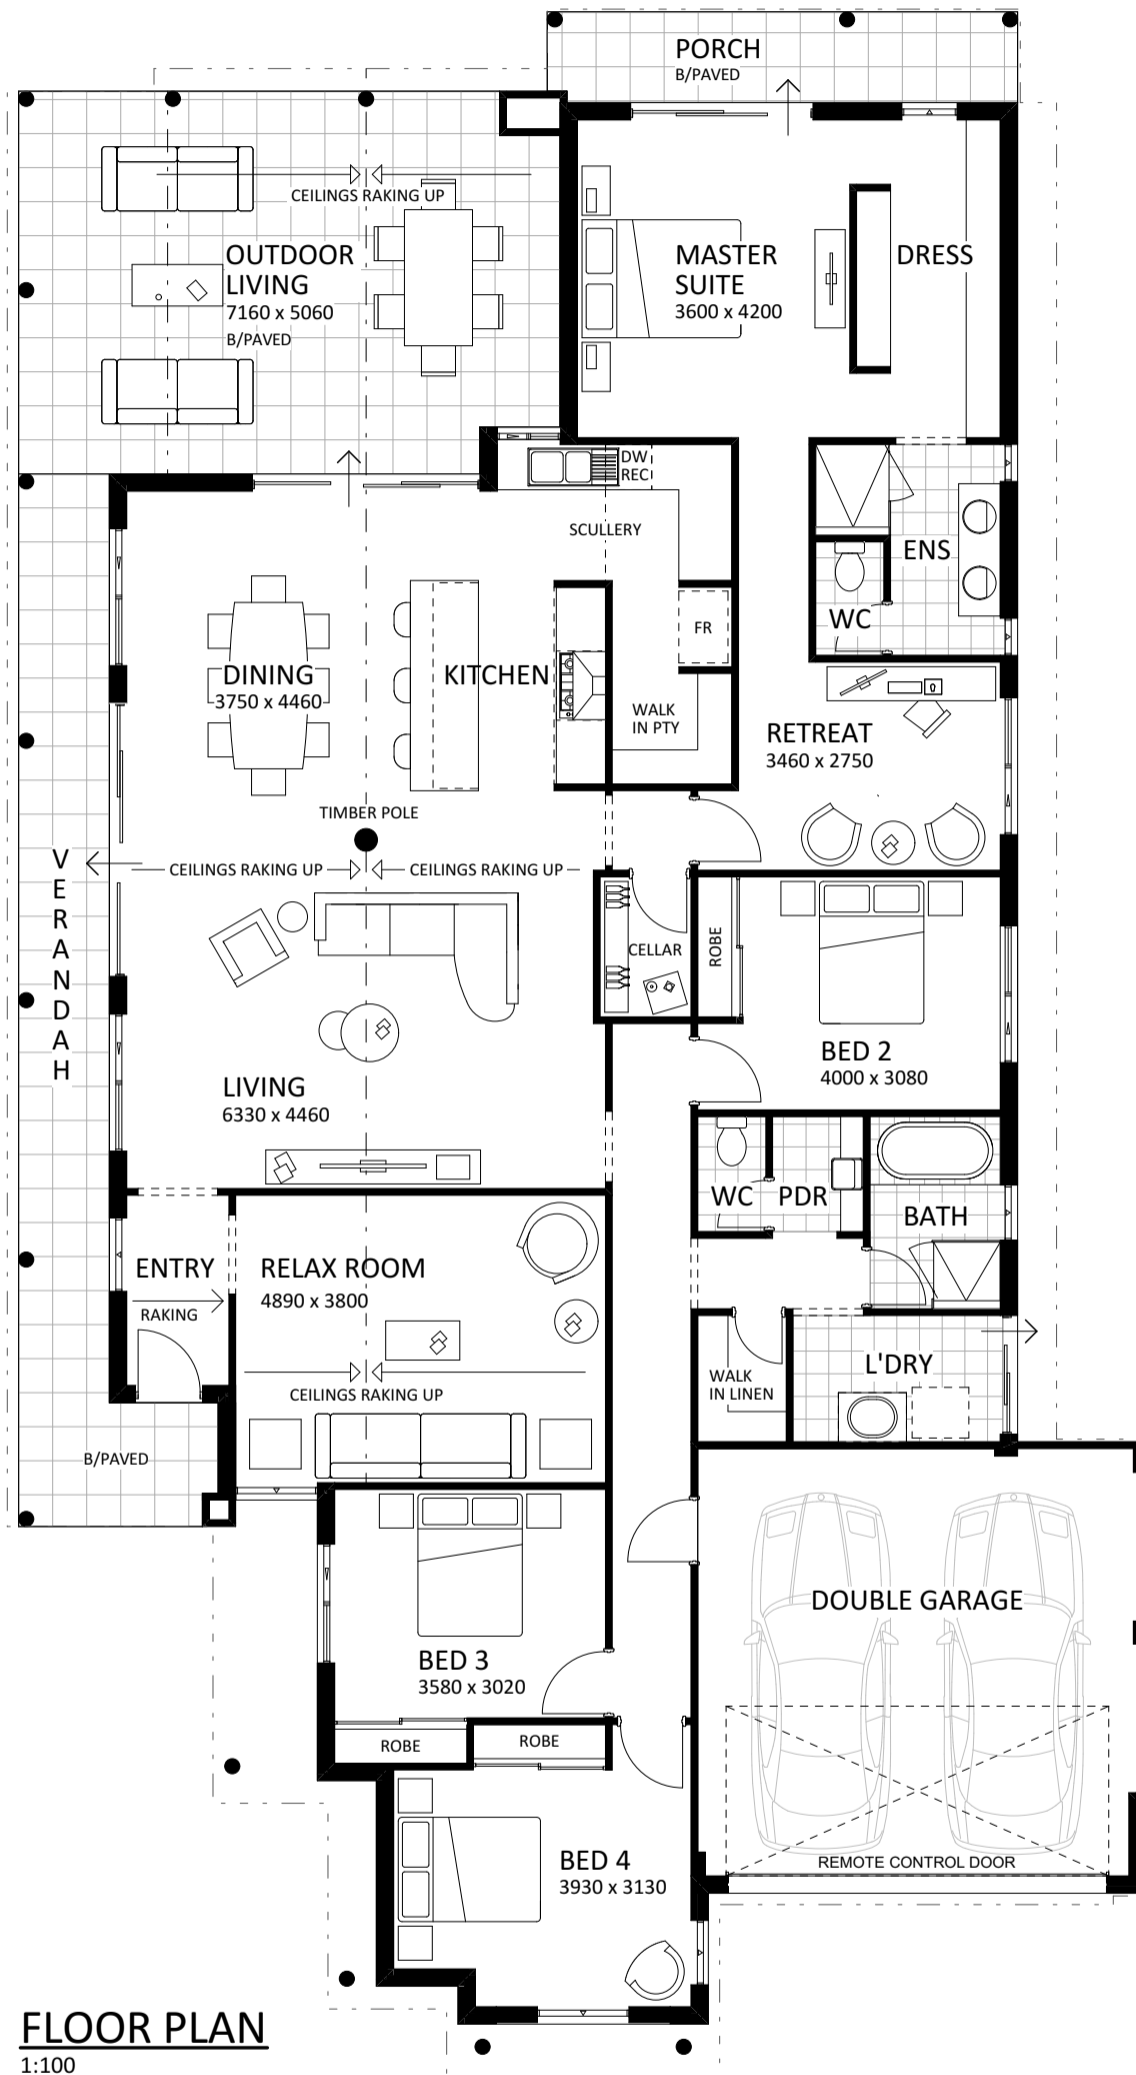 PORCH
B/PAVED
CEILINGS RAKING UP
OUTDOOR
LIVING
7160 x 5060
B/PAVED
MASTER
SUITE
3600 x 4200
DRESS
DW
REC
SCULLERY
ENS
WC
FR
DINING
3750 x 4460
KITCHEN
WALK
IN PTY
RETREAT
3460 x 2750
TIMBER POLE
CEILINGS RAKING UP
CEILINGS RAKING UP
VERANDAH
CELLAR
ROBE
BED 2
4000 x 3080
LIVING
6330 x 4460
WC
PDR
BATH
ENTRY
RAKING
RELAX ROOM
4890 x 3800
CEILINGS RAKING UP
WALK
IN LINEN
L'DRY
B/PAVED
DOUBLE GARAGE
BED 3
3580 x 3020
ROBE
ROBE
BED 4
3930 x 3130
REMOTE CONTROL DOOR
FLOOR PLAN
1:100